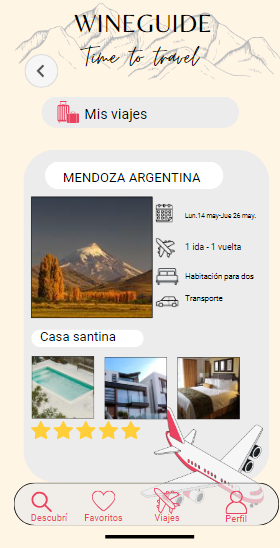 WINEGUIDE
Time to travel
Mis viajes
MENDOZA ARGENTINA
Lun.14 may-Jue 26 may.
1 ida - 1 vuelta
Habitación para dos
Transporte
Casa santina
Descubrí Favoritos Viajes Perfil